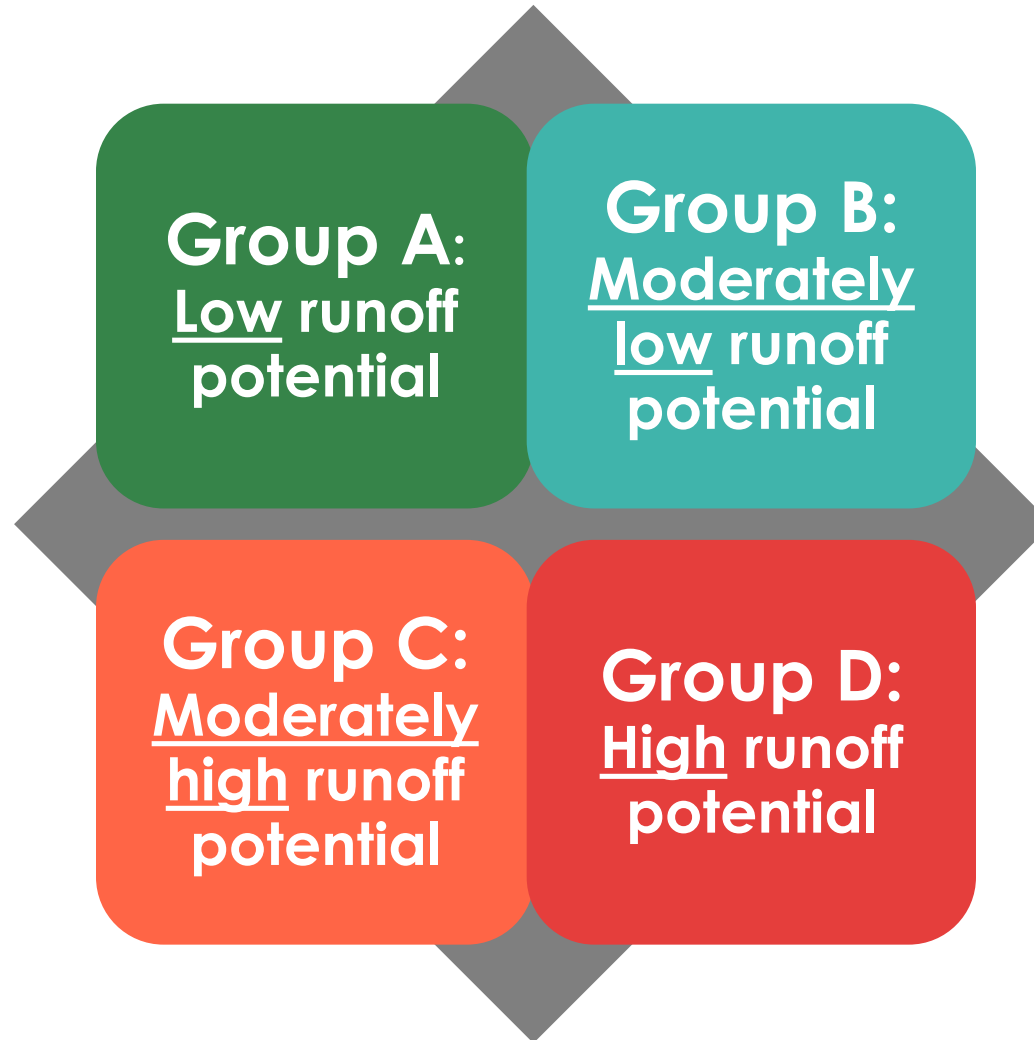 Group A:
Low runoff
potential
Group B:
Moderately
low runoff
potential
Group C:
Moderately
high runoff
potential
Group D:
High runoff
potential